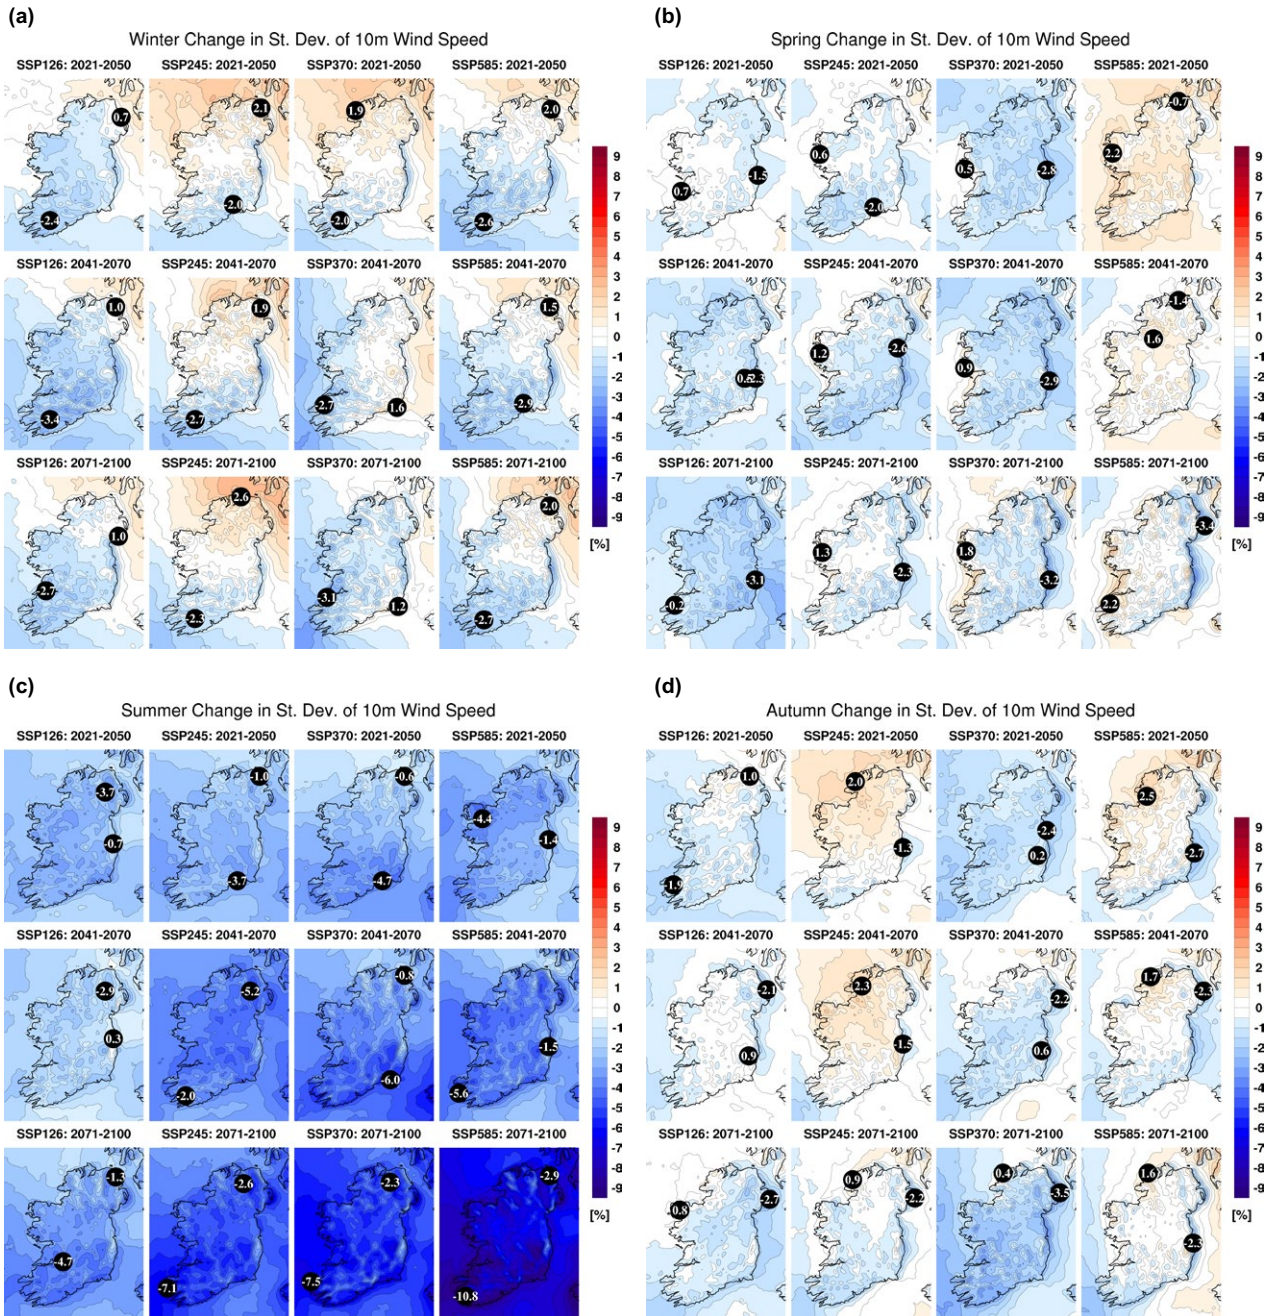 (a)
Winter Change in St. Dev. of 10m Wind Speed
SSP126: 2021-2050 SSP245: 2021-2050 SSP370: 2021-2050 SSP585: 2021-2050
0.7 -2.4 2.1 -2.0 1.9 -2.0 2.0 -2.6
SSP126: 2041-2070 SSP245: 2041-2070 SSP370: 2041-2070 SSP585: 2041-2070
1.0 -3.4 1.9 -2.7 -2.7 1.6 1.5 -2.9
SSP126: 2071-2100 SSP245: 2071-2100 SSP370: 2071-2100 SSP585: 2071-2100
1.0 -2.7 2.6 -2.3 -3.1 1.2 2.0 -2.7
9
8
7
6
5
4
3
2
1
0
-1
-2
-3
-4
-5
-6
-7
-8
-9
[%]
(b)
Spring Change in St. Dev. of 10m Wind Speed
SSP126: 2021-2050 SSP245: 2021-2050 SSP370: 2021-2050 SSP585: 2021-2050
0.7 -1.5 0.6 -2.0 0.5 -2.8 -0.7 2.2
SSP126: 2041-2070 SSP245: 2041-2070 SSP370: 2041-2070 SSP585: 2041-2070
1.2 -2.6 0.9 -2.9 -1.4 1.6
SSP126: 2071-2100 SSP245: 2071-2100 SSP370: 2071-2100 SSP585: 2071-2100
-0.2 -3.1 1.3 -2.3 1.8 -3.2 -3.4 2.2
9
8
7
6
5
4
3
2
1
0
-1
-2
-3
-4
-5
-6
-7
-8
-9
[%]
(c)
Summer Change in St. Dev. of 10m Wind Speed
SSP126: 2021-2050 SSP245: 2021-2050 SSP370: 2021-2050 SSP585: 2021-2050
-3.7 -0.7 -1.0 -3.7 -0.6 -4.7 -4.4 -1.4
SSP126: 2041-2070 SSP245: 2041-2070 SSP370: 2041-2070 SSP585: 2041-2070
-2.9 0.3 -5.2 -2.0 -0.8 -6.0 -1.5 -5.6
SSP126: 2071-2100 SSP245: 2071-2100 SSP370: 2071-2100 SSP585: 2071-2100
-1.3 -4.7 -2.6 -7.1 -2.3 -7.5 -2.9 -10.8
9
8
7
6
5
4
3
2
1
0
-1
-2
-3
-4
-5
-6
-7
-8
-9
[%]
(d)
Autumn Change in St. Dev. of 10m Wind Speed
SSP126: 2021-2050 SSP245: 2021-2050 SSP370: 2021-2050 SSP585: 2021-2050
1.0 -1.9 2.0 -1.3 -2.4 0.2 2.5 -2.7
SSP126: 2041-2070 SSP245: 2041-2070 SSP370: 2041-2070 SSP585: 2041-2070
-2.1 0.9 2.3 -1.5 -2.2 0.6 1.7 -2.3
SSP126: 2071-2100 SSP245: 2071-2100 SSP370: 2071-2100 SSP585: 2071-2100
0.8 -2.7 0.9 -2.2 0.4 -3.5 1.6 -2.3
9
8
7
6
5
4
3
2
1
0
-1
-2
-3
-4
-5
-6
-7
-8
-9
[%]